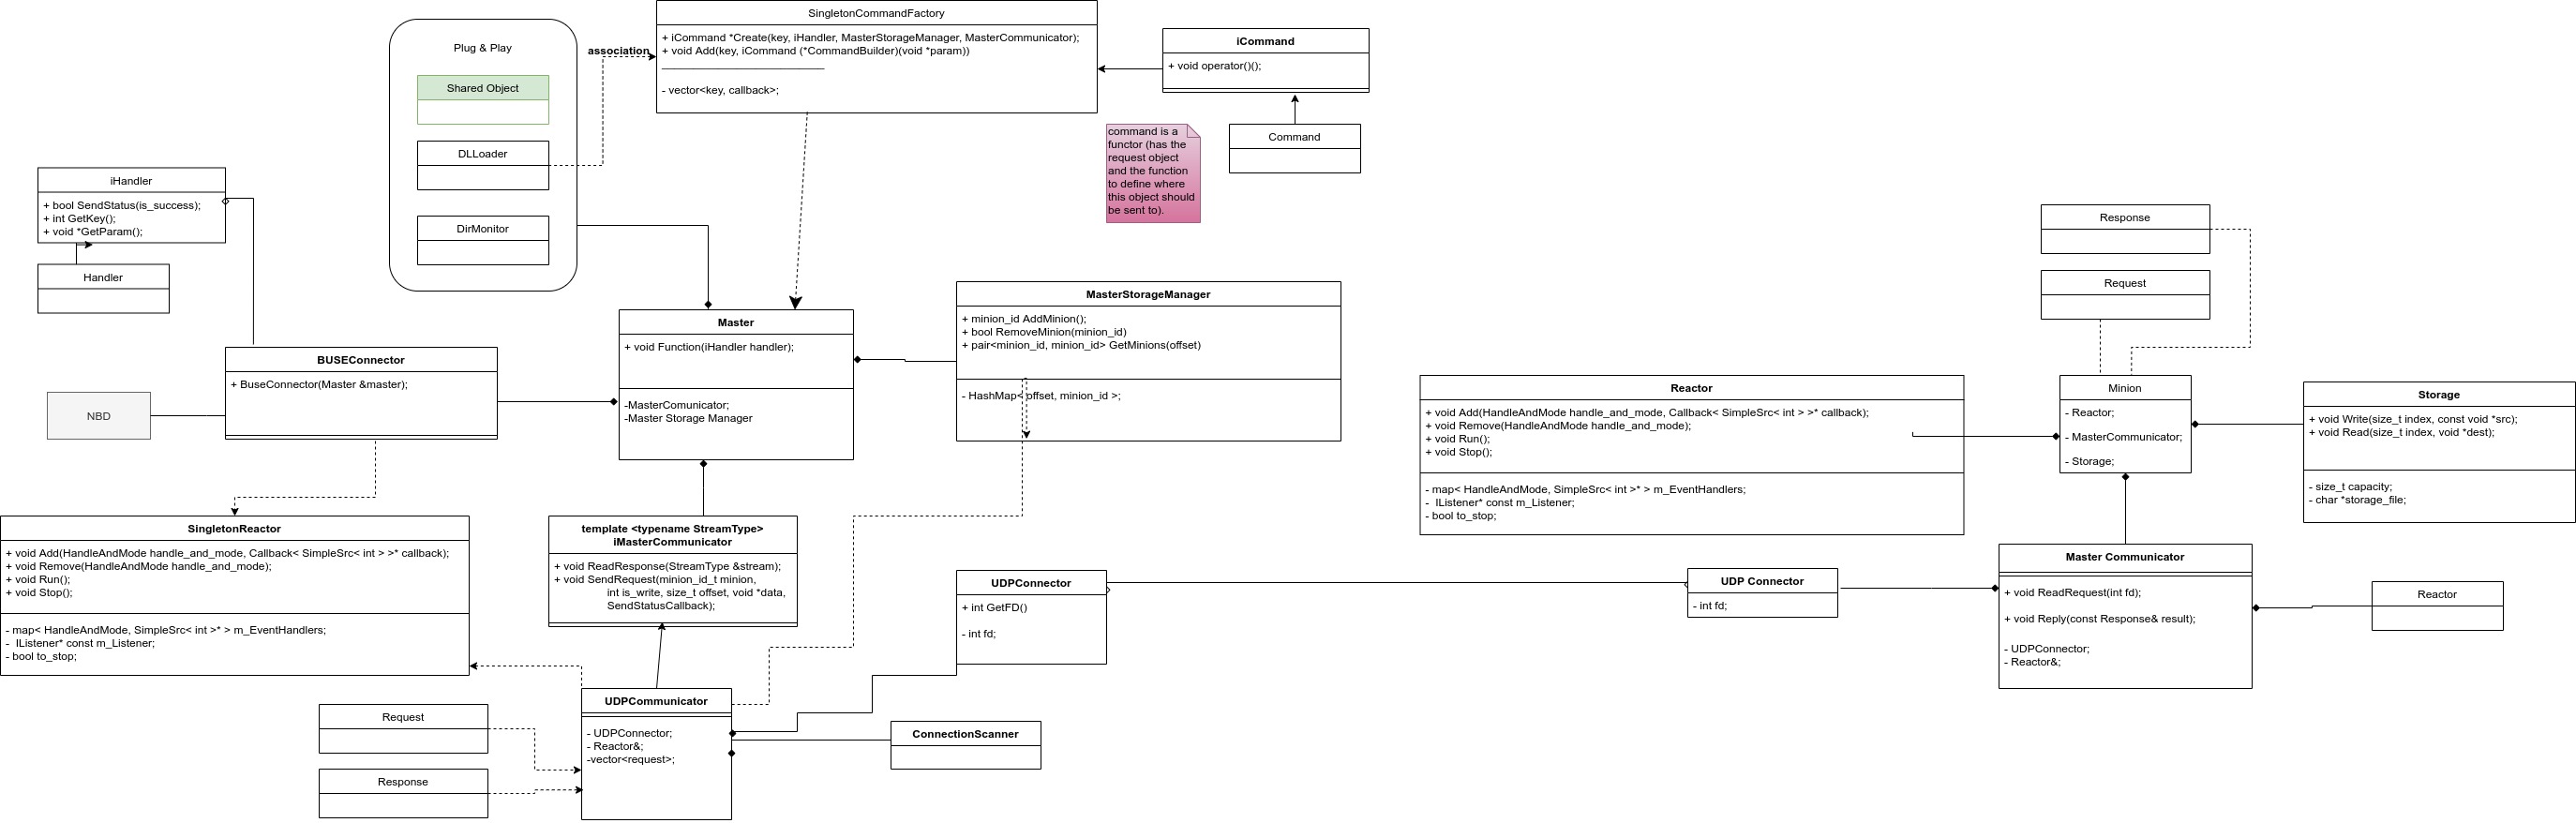 SingletonCommandFactory
+ iCommand *Create(key, iHandler, MasterStorageManager, MasterCommunicator);
+ void Add(key, iCommand (*CommandBuilder)(void *param))
- vector<key, callback>;
association
Plug & Play
Shared Object
DLLoader
DirMonitor
iCommand
+ void operator()();
Command
command is a
functor (has the
request object
and the function
to define where
this object should
be sent to).
iHandler
+ bool SendStatus(is_success);
+ int GetKey();
+ void *GetParam();
Handler
BUSEConnector
+ BuseConnector(Master &master);
NBD
Master
+ void Function(iHandler handler);
-MasterComunicator;
-Master Storage Manager
MasterStorageManager
+ minion_id AddMinion();
+ bool RemoveMinion(minion_id)
+ pair<minion_id, minion_id> GetMinions(offset)
- HashMap< offset, minion_id >;
SingletonReactor
+ void Add(HandleAndMode handle_and_mode, Callback< SimpleSrc< int > >* callback);
+ void Remove(HandleAndMode handle_and_mode);
+ void Run();
+ void Stop();
- map< HandleAndMode, SimpleSrc< int >* > m_EventHandlers;
- IListener* const m_Listener;
- bool to_stop;
template <typename StreamType>
iMasterCommunicator
+ void ReadResponse(StreamType &stream);
+ void SendRequest(minion_id_t minion,
int is_write, size_t offset, void *data,
SendStatusCallback);
UDPCommunicator
- UDPConnector;
- Reactor&;
-vector<request>;
Request
Response
UDPConnector
+ int GetFD()
- int fd;
ConnectionScanner
Response
Request
Reactor
+ void Add(HandleAndMode handle_and_mode, Callback< SimpleSrc< int > >* callback);
+ void Remove(HandleAndMode handle_and_mode);
+ void Run();
+ void Stop();
- map< HandleAndMode, SimpleSrc< int >* > m_EventHandlers;
- IListener* const m_Listener;
- bool to_stop;
Minion
- Reactor;
- MasterCommunicator;
- Storage;
Storage
+ void Write(size_t index, const void *src);
+ void Read(size_t index, void *dest);
- size_t capacity;
- char *storage_file;
UDP Connector
- int fd;
Master Communicator
+ void ReadRequest(int fd);
+ void Reply(const Response& result);
- UDPConnector;
- Reactor&;
Reactor